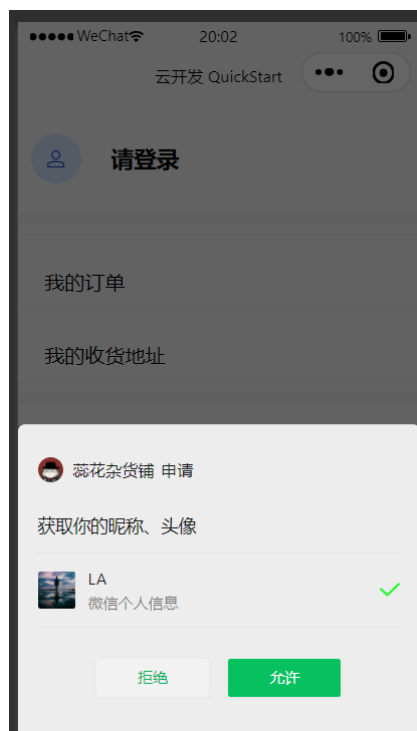 WeChat 20:02 100%
云开发 QuickStart
请登录
我的订单
我的收货地址
蕊花杂货铺 申请
获取你的昵称、头像
LA
微信个人信息
拒绝 允许